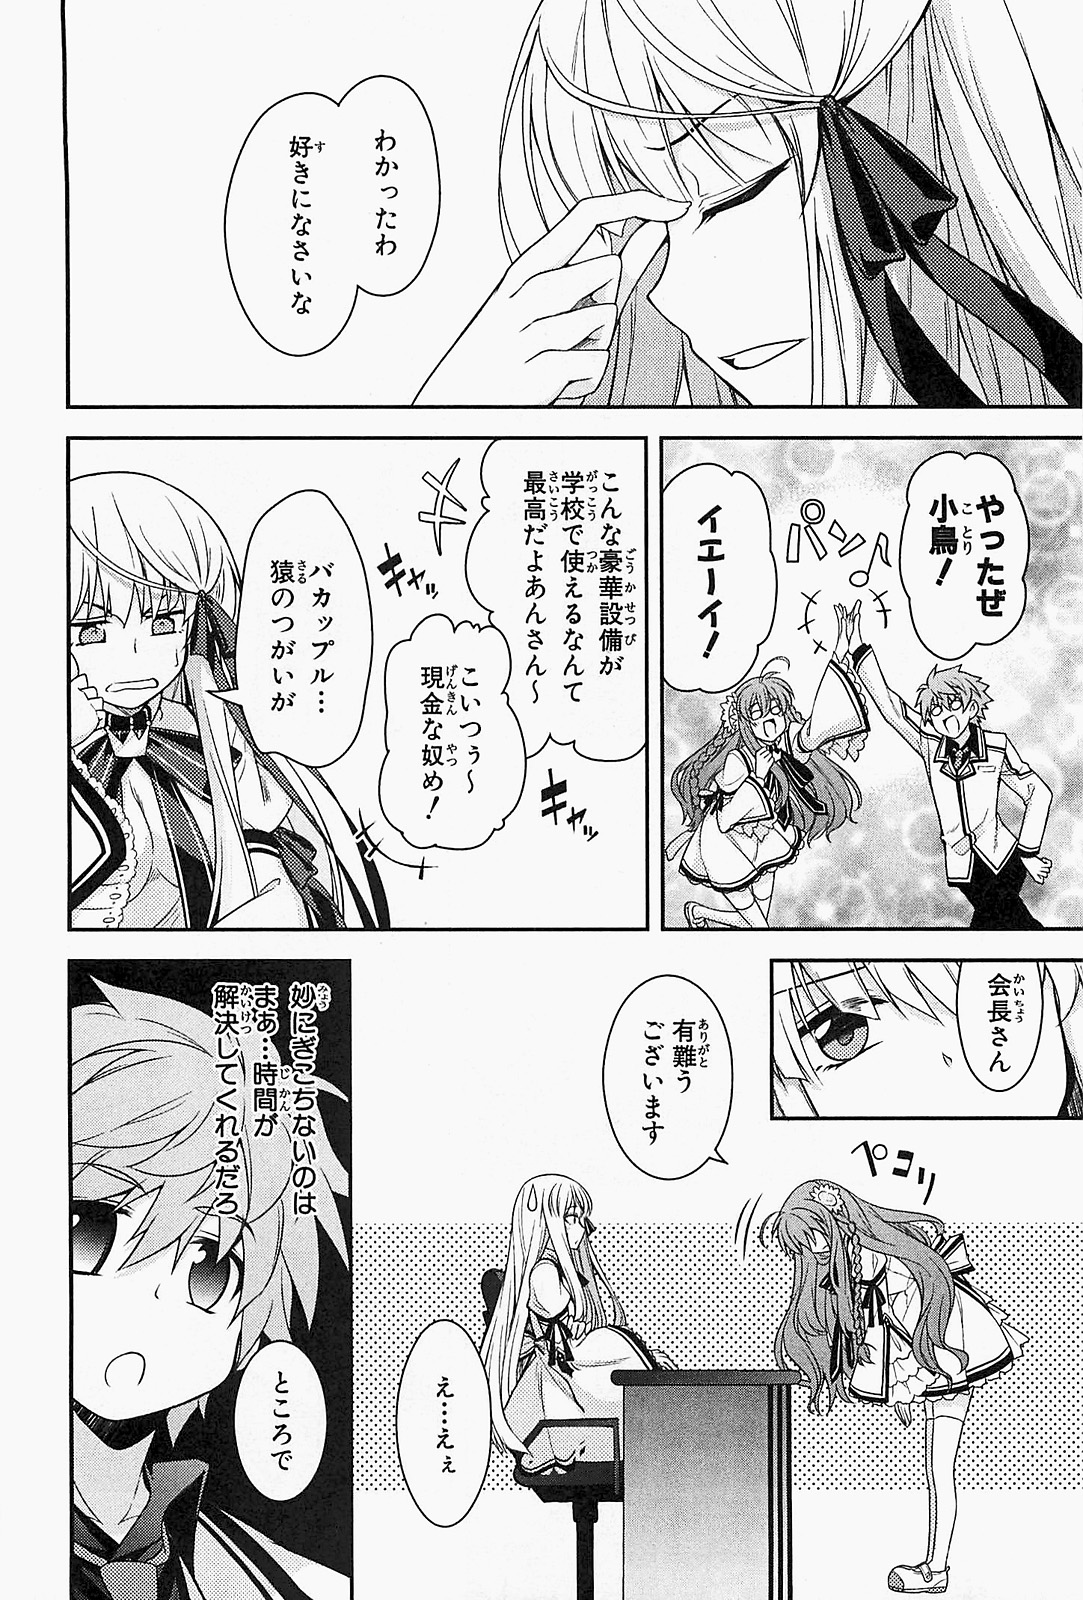 わかったわ
好きになさいな
やったぜ
小鳥！
パン♪
イエーイ！
こんな豪華設備が
学校で使えるなんて
最高だよあんさん〜
こいつぅ〜
現金な奴め！
キャッ
キャッ
バカップル…
猿のつがいが
会長さん
ペコリ
有難う
ございます
え…えぇ
妙にぎこちないのは
まぁ…時間が
解決してくれるだろ
ところで